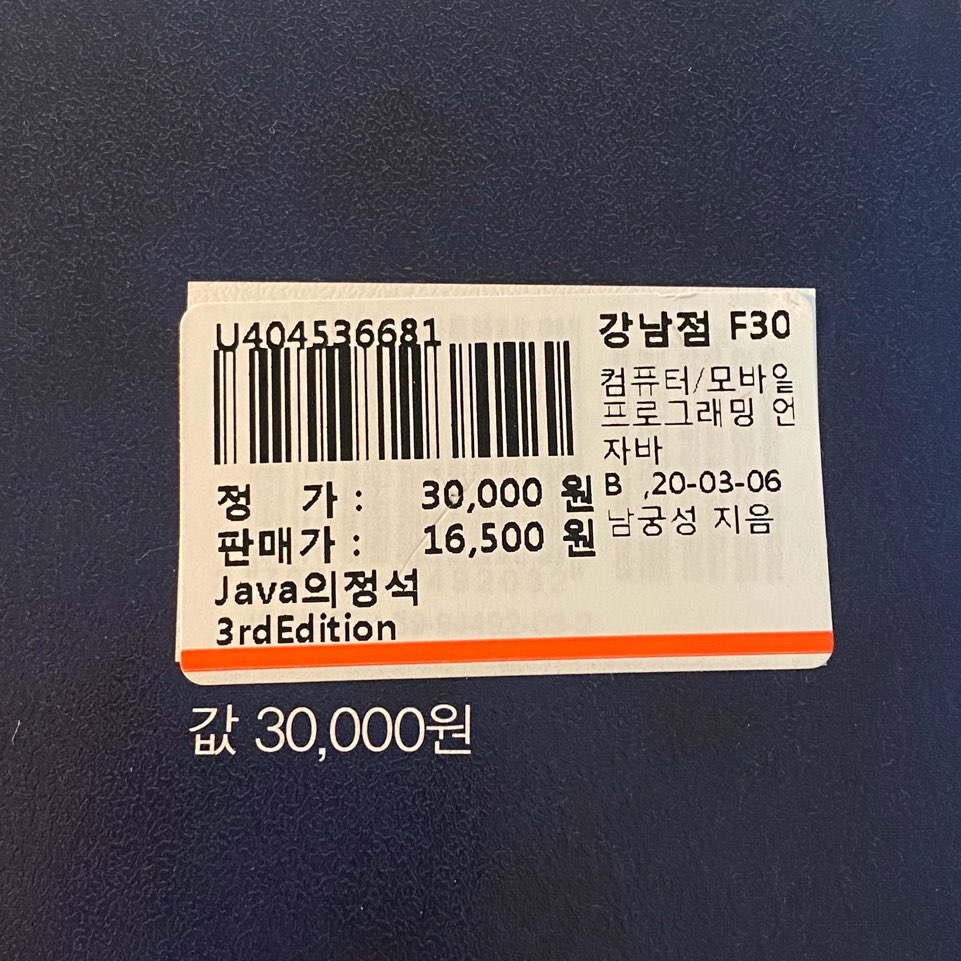 U404536681
강남점 F30
컴퓨터/모바일
프로그래밍 언
자바
B ,20-03-06
남궁성 지음
정 가 : 30,000 원
판매가 : 16,500 원
Java의정석
3rdEdition
값 30,000원